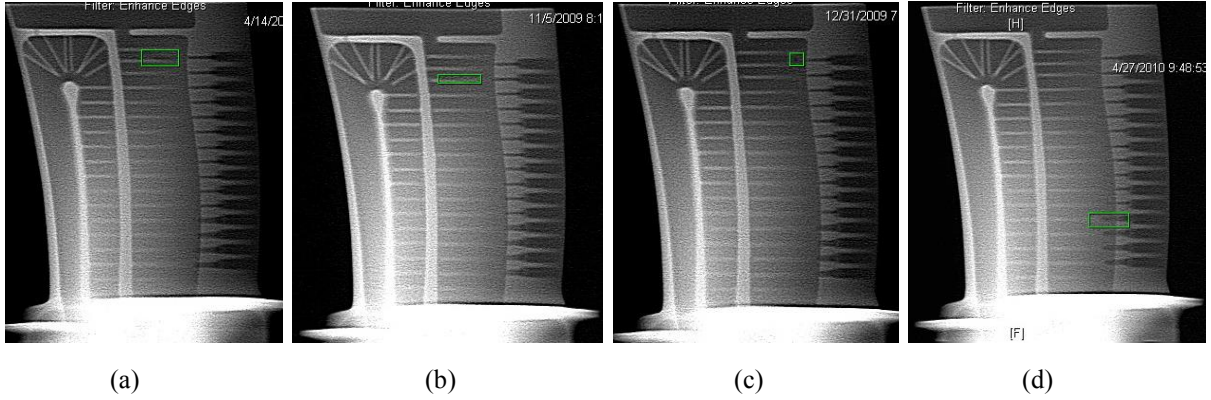 Filter: Enhance Edges
4/14/20
Filter: Enhance Edges
11/5/2009 8:1
Filter: Enhance Edges
12/31/2009 7
Filter: Enhance Edges
[H]
4/27/2010 9:48:53
[F]
(a)
(b)
(c)
(d)